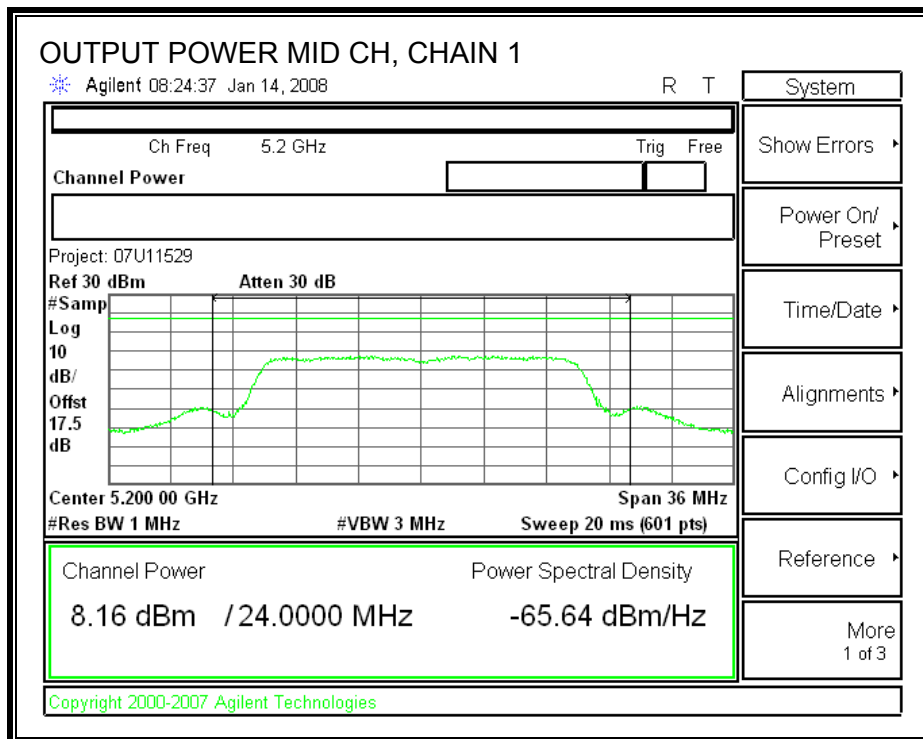 OUTPUT POWER MID CH, CHAIN 1
Agilent 08:24:37 Jan 14, 2008 R T
Ch Freq 5.2 GHz Trig Free
Channel Power
Project: 07U11529
Ref 30 dBm Atten 30 dB
#Samp
Log
10
dB/
Offst
17.5
dB
Center 5.200 00 GHz Span 36 MHz
#Res BW 1 MHz #VBW 3 MHz Sweep 20 ms (601 pts)
Channel Power Power Spectral Density
8.16 dBm / 24.0000 MHz -65.64 dBm/Hz
Copyright 2000-2007 Agilent Technologies
System
Show Errors
Power On/
Preset
Time/Date
Alignments
Config I/O
Reference
More
1 of 3